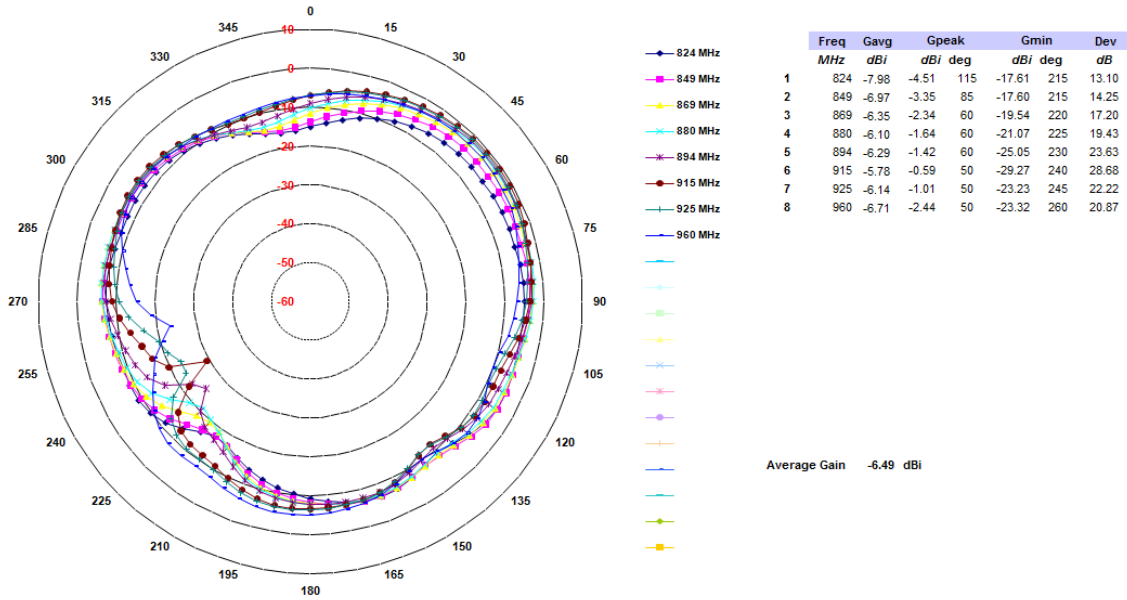 0
15
30
45
60
75
90
105
120
135
150
165
180
195
210
225
240
255
270
285
300
315
330
345
10
0
-10
-20
-30
-40
-50
-60
824 MHz
849 MHz
869 MHz
880 MHz
894 MHz
915 MHz
925 MHz
960 MHz
Freq Gavg Gpeak Gmin Dev
MHz dBi dBi deg dBi deg dB
1 824 -7.98 -4.51 115 -17.61 215 13.10
2 849 -6.97 -3.35 85 -17.60 215 14.25
3 869 -6.35 -2.34 60 -19.54 220 17.20
4 880 -6.10 -1.64 60 -21.07 225 19.43
5 894 -6.29 -1.42 60 -25.05 230 23.63
6 915 -5.78 -0.59 50 -29.27 240 28.68
7 925 -6.14 -1.01 50 -23.23 245 22.22
8 960 -6.71 -2.44 50 -23.32 260 20.87
Average Gain -6.49 dBi